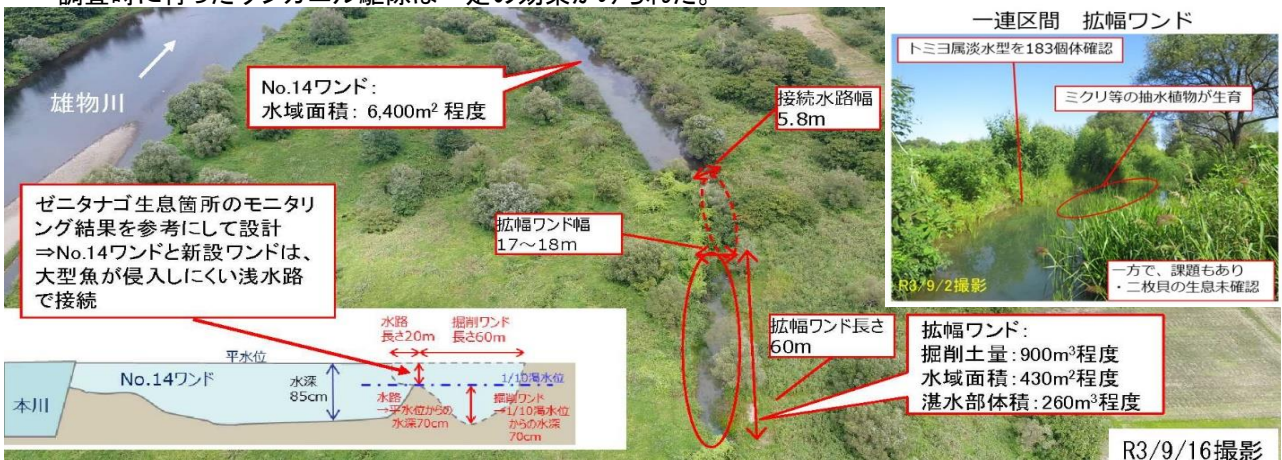 一連区間 拡幅ワンド
トミヨ属淡水型を183個体確認
ミクリ等の抽水植物が生育
一方で、課題もあり
・二枚貝の生息未確認
R3/9/2撮影
雄物川
No.14ワンド:
水域面積: 6,400m² 程度
接続水路幅
5.8m
ゼニタナゴ生息箇所のモニタリ
ング結果を参考にして設計
⇒No.14ワンドと新設ワンドは、
大型魚が侵入しにくい浅水路
で接続
拡幅ワンド幅
17～18m
拡幅ワンド長さ
60m
拡幅ワンド:
掘削土量:900m³程度
水域面積:430m²程度
湛水部体積:260m³程度
水路
長さ20m
掘削ワンド
長さ60m
平水位
No.14ワンド
水深
85cm
1/10渇水位
本川
水路
→平水位からの
水深70cm
掘削ワンド
→1/10渇水位
からの水深
70cm
R3/9/16撮影